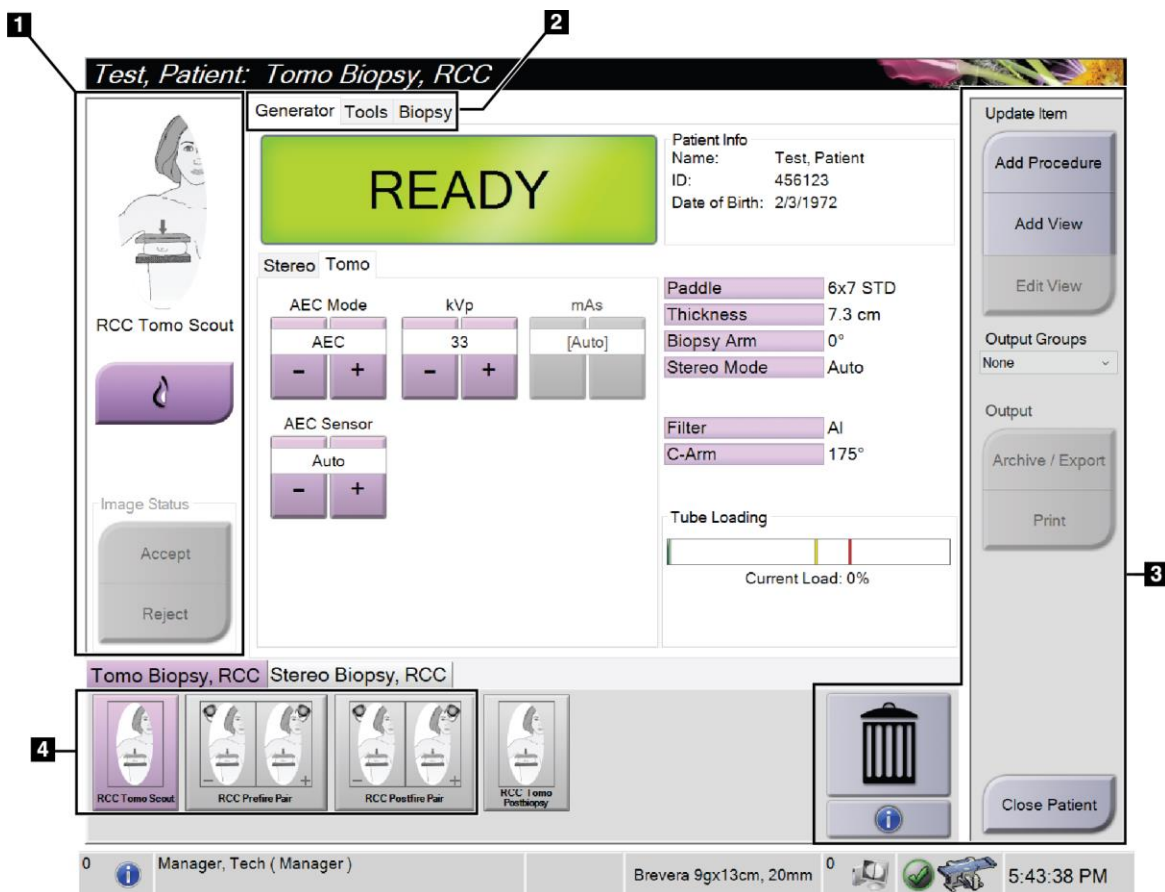 1
2
Test, Patient: Tomo Biopsy, RCC
Generator Tools Biopsy
READY
Patient Info
Name: Test, Patient
ID: 456123
Date of Birth: 2/3/1972
RCC Tomo Scout
Image Status
Accept
Reject
Stereo Tomo
AEC Mode kVp mAs
AEC 33 [Auto]
- + - +
AEC Sensor
Auto
- +
Paddle 6x7 STD
Thickness 7.3 cm
Biopsy Arm 0°
Stereo Mode Auto
Filter Al
C-Arm 175°
Tube Loading
Current Load: 0%
Update Item
Add Procedure
Add View
Edit View
Output Groups
None
Output
Archive / Export
Print
3
Tomo Biopsy, RCC Stereo Biopsy, RCC
4
- + - +
RCC Tomo Scout RCC Prefire Pair RCC Postfire Pair RCC Tomo
Postbiopsy
Close Patient
0 Manager, Tech ( Manager ) Brevera 9gx13cm, 20mm 0 5:43:38 PM